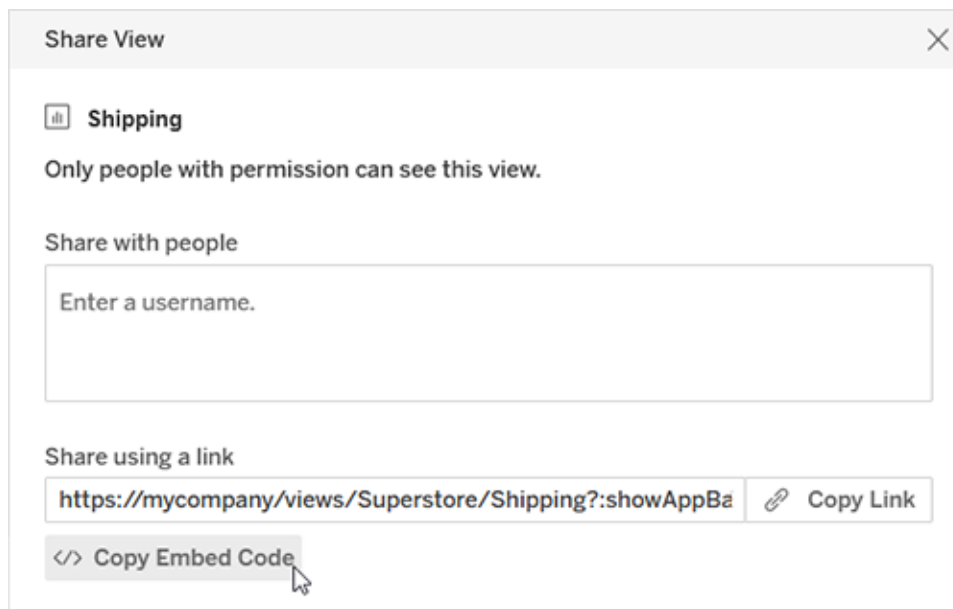 Share View
Shipping
Only people with permission can see this view.
Share with people
Enter a username.
Share using a link
https://mycompany/views/Superstore/Shipping?:showAppBa
Copy Link
</> Copy Embed Code